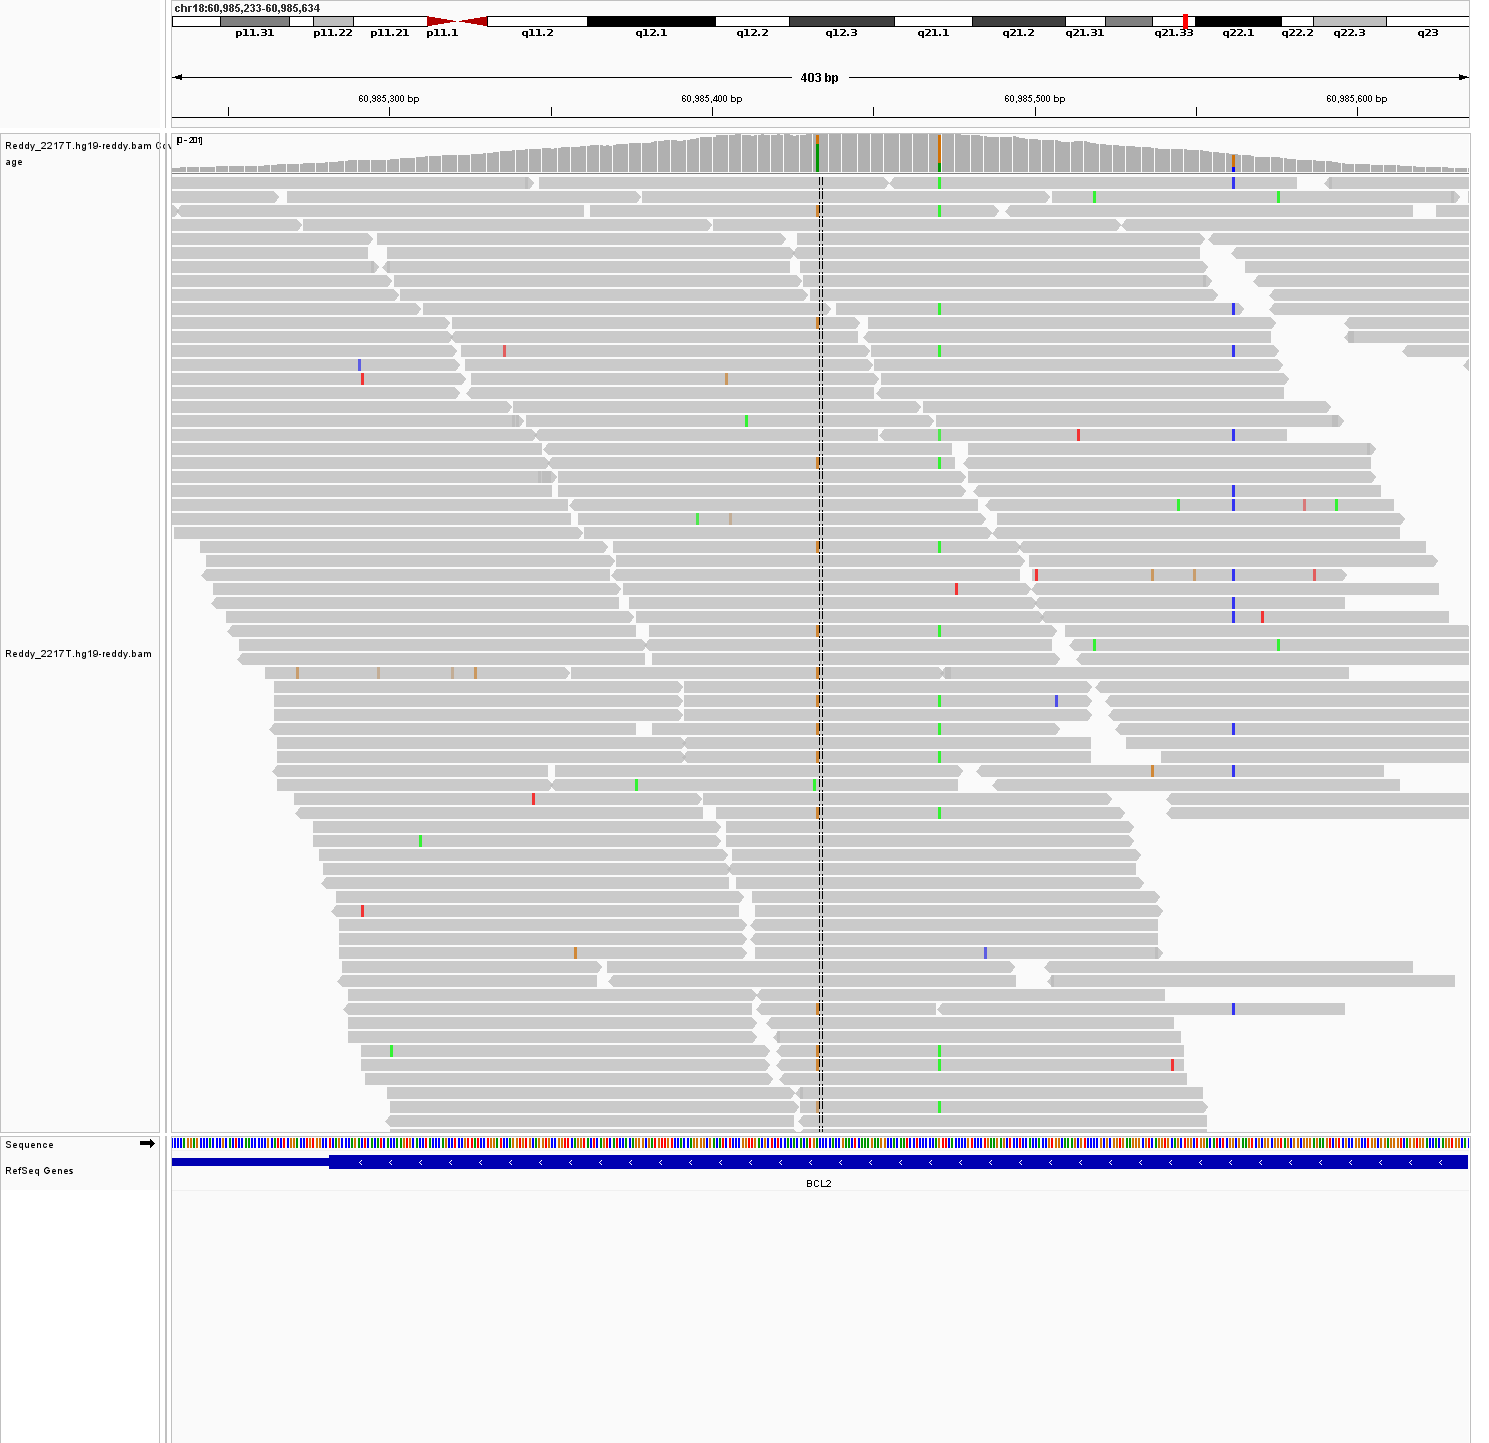 chr18:60,985,233-60,985,634
p11.31 p11.22 p11.21 p11.1 q11.2 q12.1 q12.2 q12.3 q21.1 q21.2 q21.31 q21.33 q22.1 q22.2 q22.3 q23
403 bp
60,985,300 bp 60,985,400 bp 60,985,500 bp 60,985,600 bp
[0 - 201]
Reddy_2217T.hg19-reddy.bam Cov
age
Reddy_2217T.hg19-reddy.bam
Sequence
RefSeq Genes
BCL2